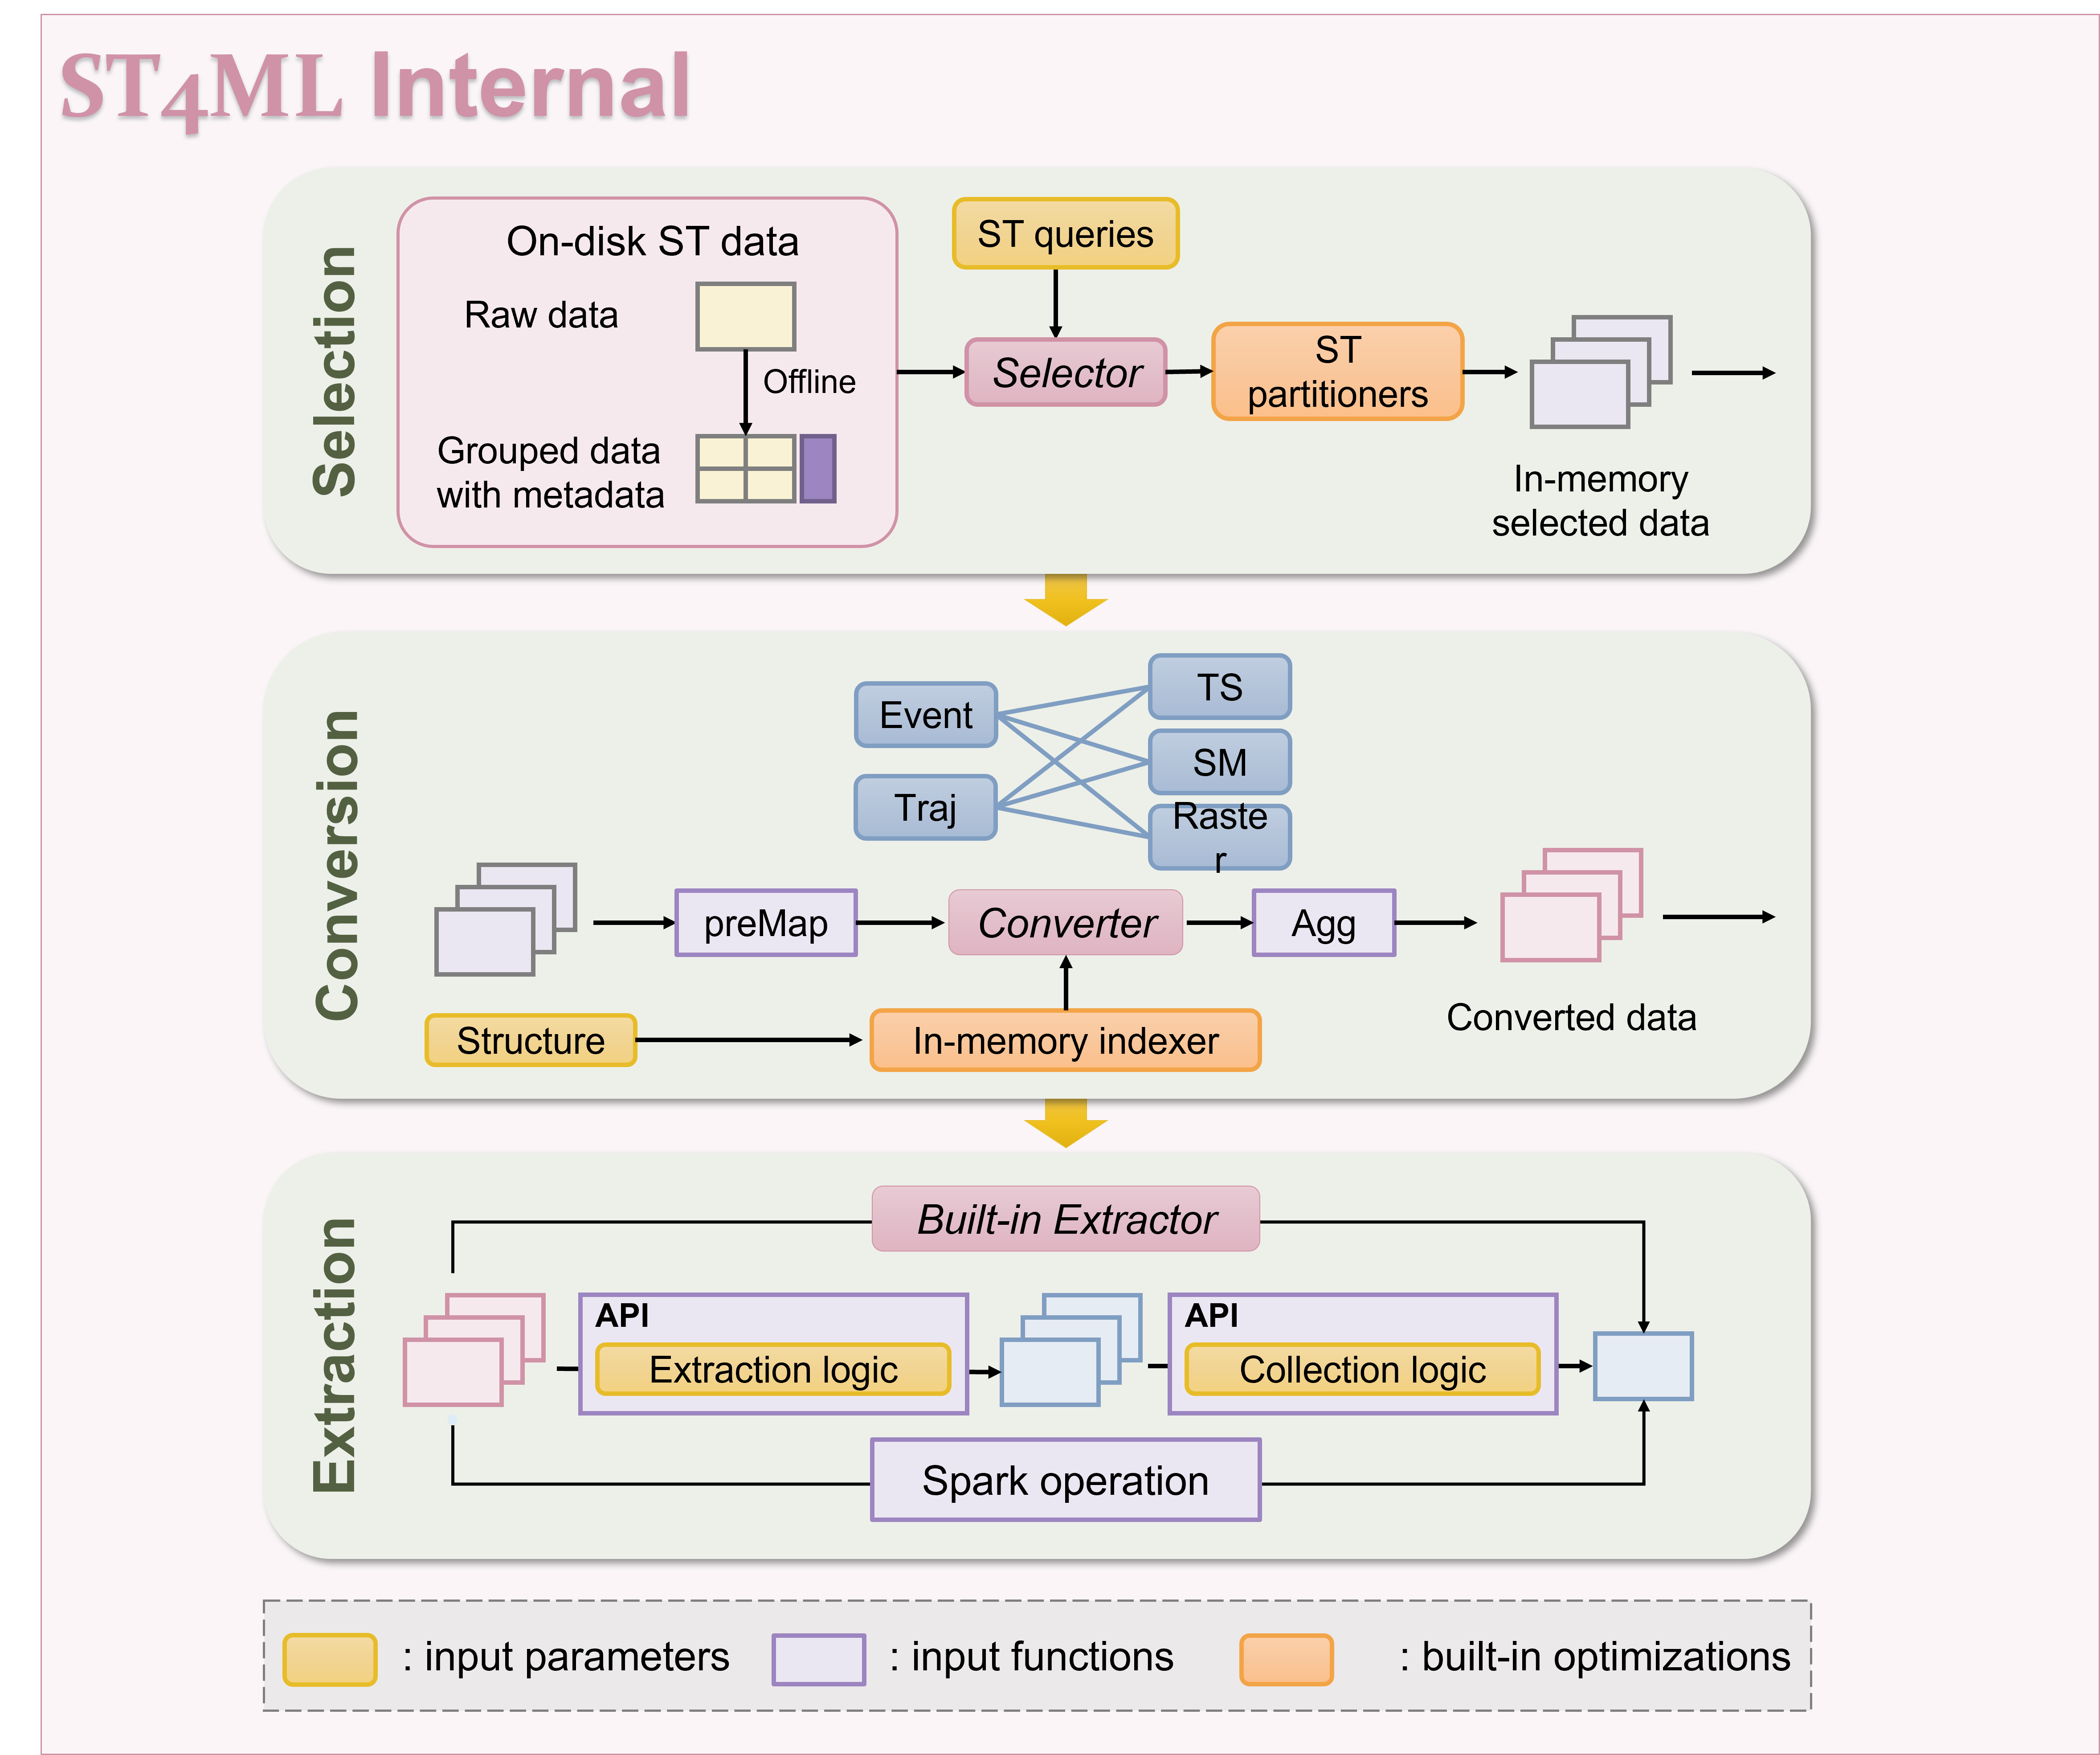 ST4ML Internal
Selection
On-disk ST data
Raw data
Offline
Grouped data
with metadata
ST queries
Selector
ST
partitioners
In-memory
selected data
Conversion
Event
Traj
TS
SM
Raste
r
preMap
Converter
Agg
Structure
In-memory indexer
Converted data
Extraction
Built-in Extractor
API
Extraction logic
API
Collection logic
Spark operation
: input parameters
: input functions
: built-in optimizations